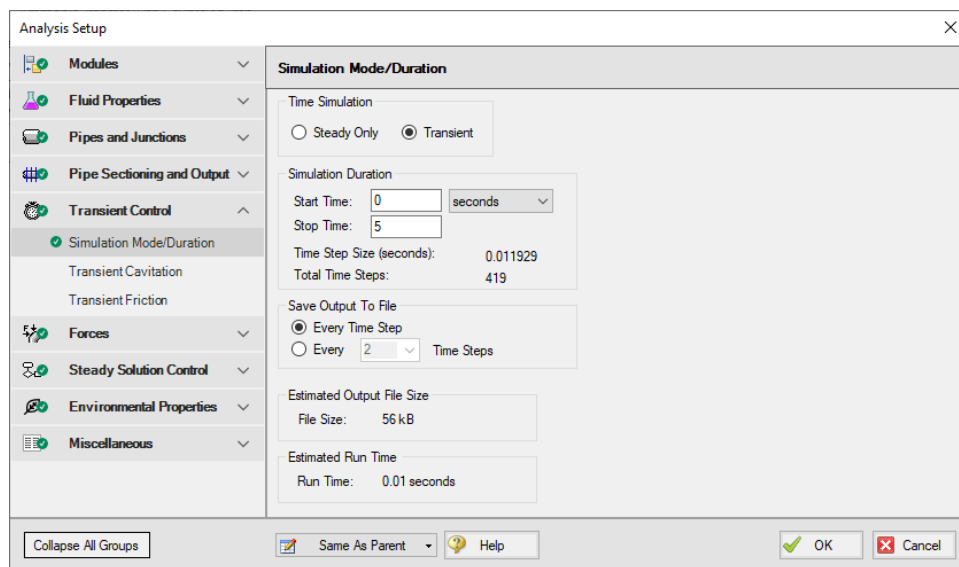 Analysis Setup
Modules
Fluid Properties
Pipes and Junctions
Pipe Sectioning and Output
Transient Control
Simulation Mode/Duration
Transient Cavitation
Transient Friction
Forces
Steady Solution Control
Environmental Properties
Miscellaneous
Collapse All Groups
Simulation Mode/Duration
Time Simulation
Steady Only Transient
Simulation Duration
Start Time: 0 seconds
Stop Time: 5
Time Step Size (seconds): 0.011929
Total Time Steps: 419
Save Output To File
Every Time Step
Every 2 Time Steps
Estimated Output File Size
File Size: 56 kB
Estimated Run Time
Run Time: 0.01 seconds
Same As Parent Help OK Cancel